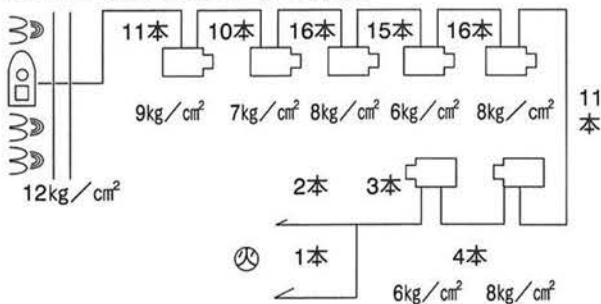 11本 10本 16本 15本 16本
9kg/cm² 7kg/cm² 8kg/cm² 6kg/cm² 8kg/cm²
11本
12kg/cm²
2本 3本
火 1本 4本
6kg/cm² 8kg/cm²